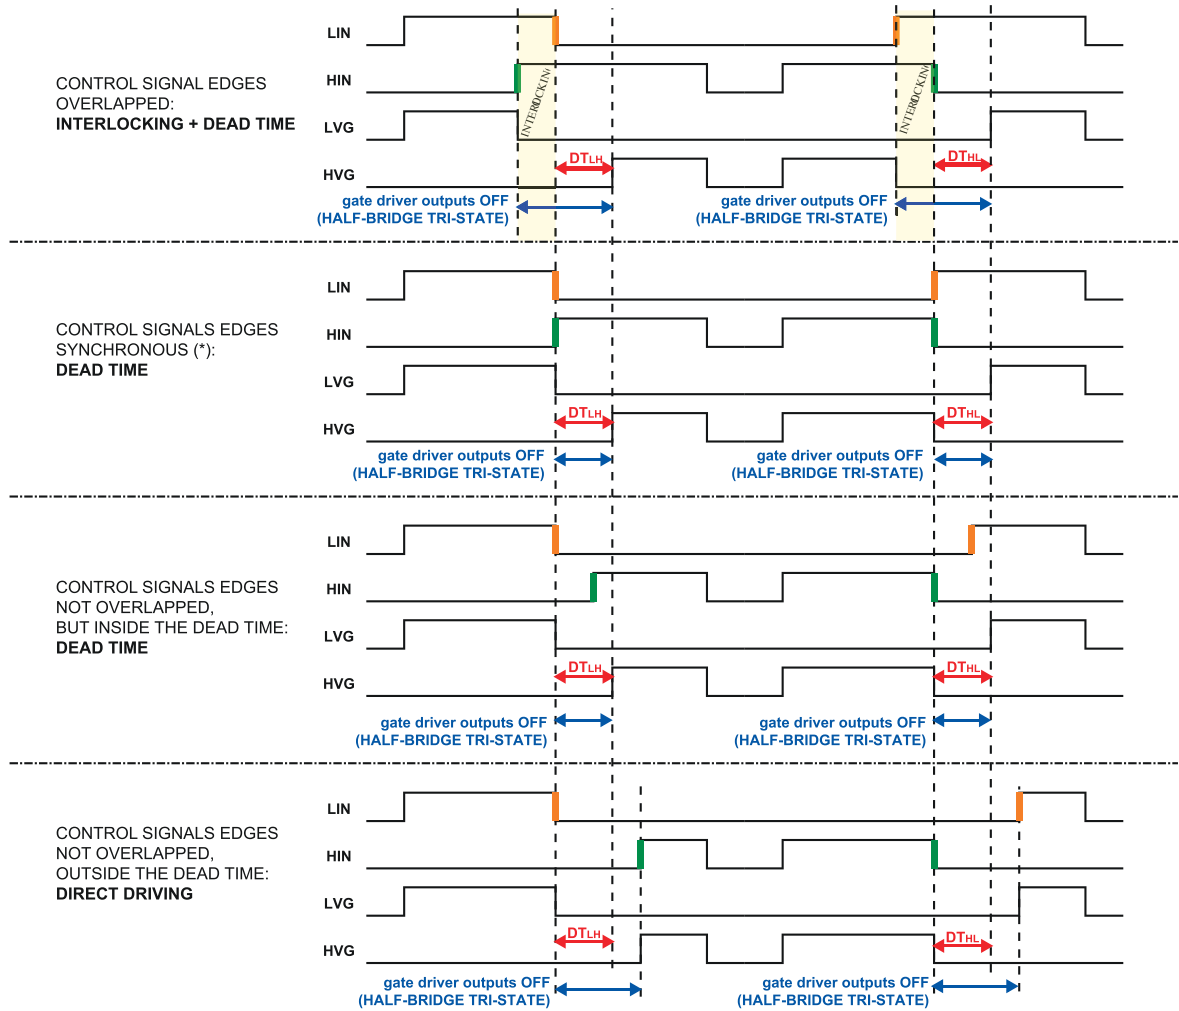 LIN
HIN
CONTROL SIGNAL EDGES
OVERLAPPED:
INTERLOCKING + DEAD TIME
INTERLOCKIN
INTERLOCKIN
LVG
DTLH
DTHL
HVG
gate driver outputs OFF
(HALF-BRIDGE TRI-STATE)
gate driver outputs OFF
(HALF-BRIDGE TRI-STATE)
LIN
CONTROL SIGNALS EDGES
SYNCHRONOUS (*):
DEAD TIME
HIN
LVG
DTLH
DTHL
HVG
gate driver outputs OFF
(HALF-BRIDGE TRI-STATE)
gate driver outputs OFF
(HALF-BRIDGE TRI-STATE)
LIN
CONTROL SIGNALS EDGES
NOT OVERLAPPED,
BUT INSIDE THE DEAD TIME:
DEAD TIME
HIN
LVG
DTLH
DTHL
HVG
gate driver outputs OFF
(HALF-BRIDGE TRI-STATE)
gate driver outputs OFF
(HALF-BRIDGE TRI-STATE)
LIN
CONTROL SIGNALS EDGES
NOT OVERLAPPED,
OUTSIDE THE DEAD TIME:
DIRECT DRIVING
HIN
LVG
DTLH
DTHL
HVG
gate driver outputs OFF
(HALF-BRIDGE TRI-STATE)
gate driver outputs OFF
(HALF-BRIDGE TRI-STATE)